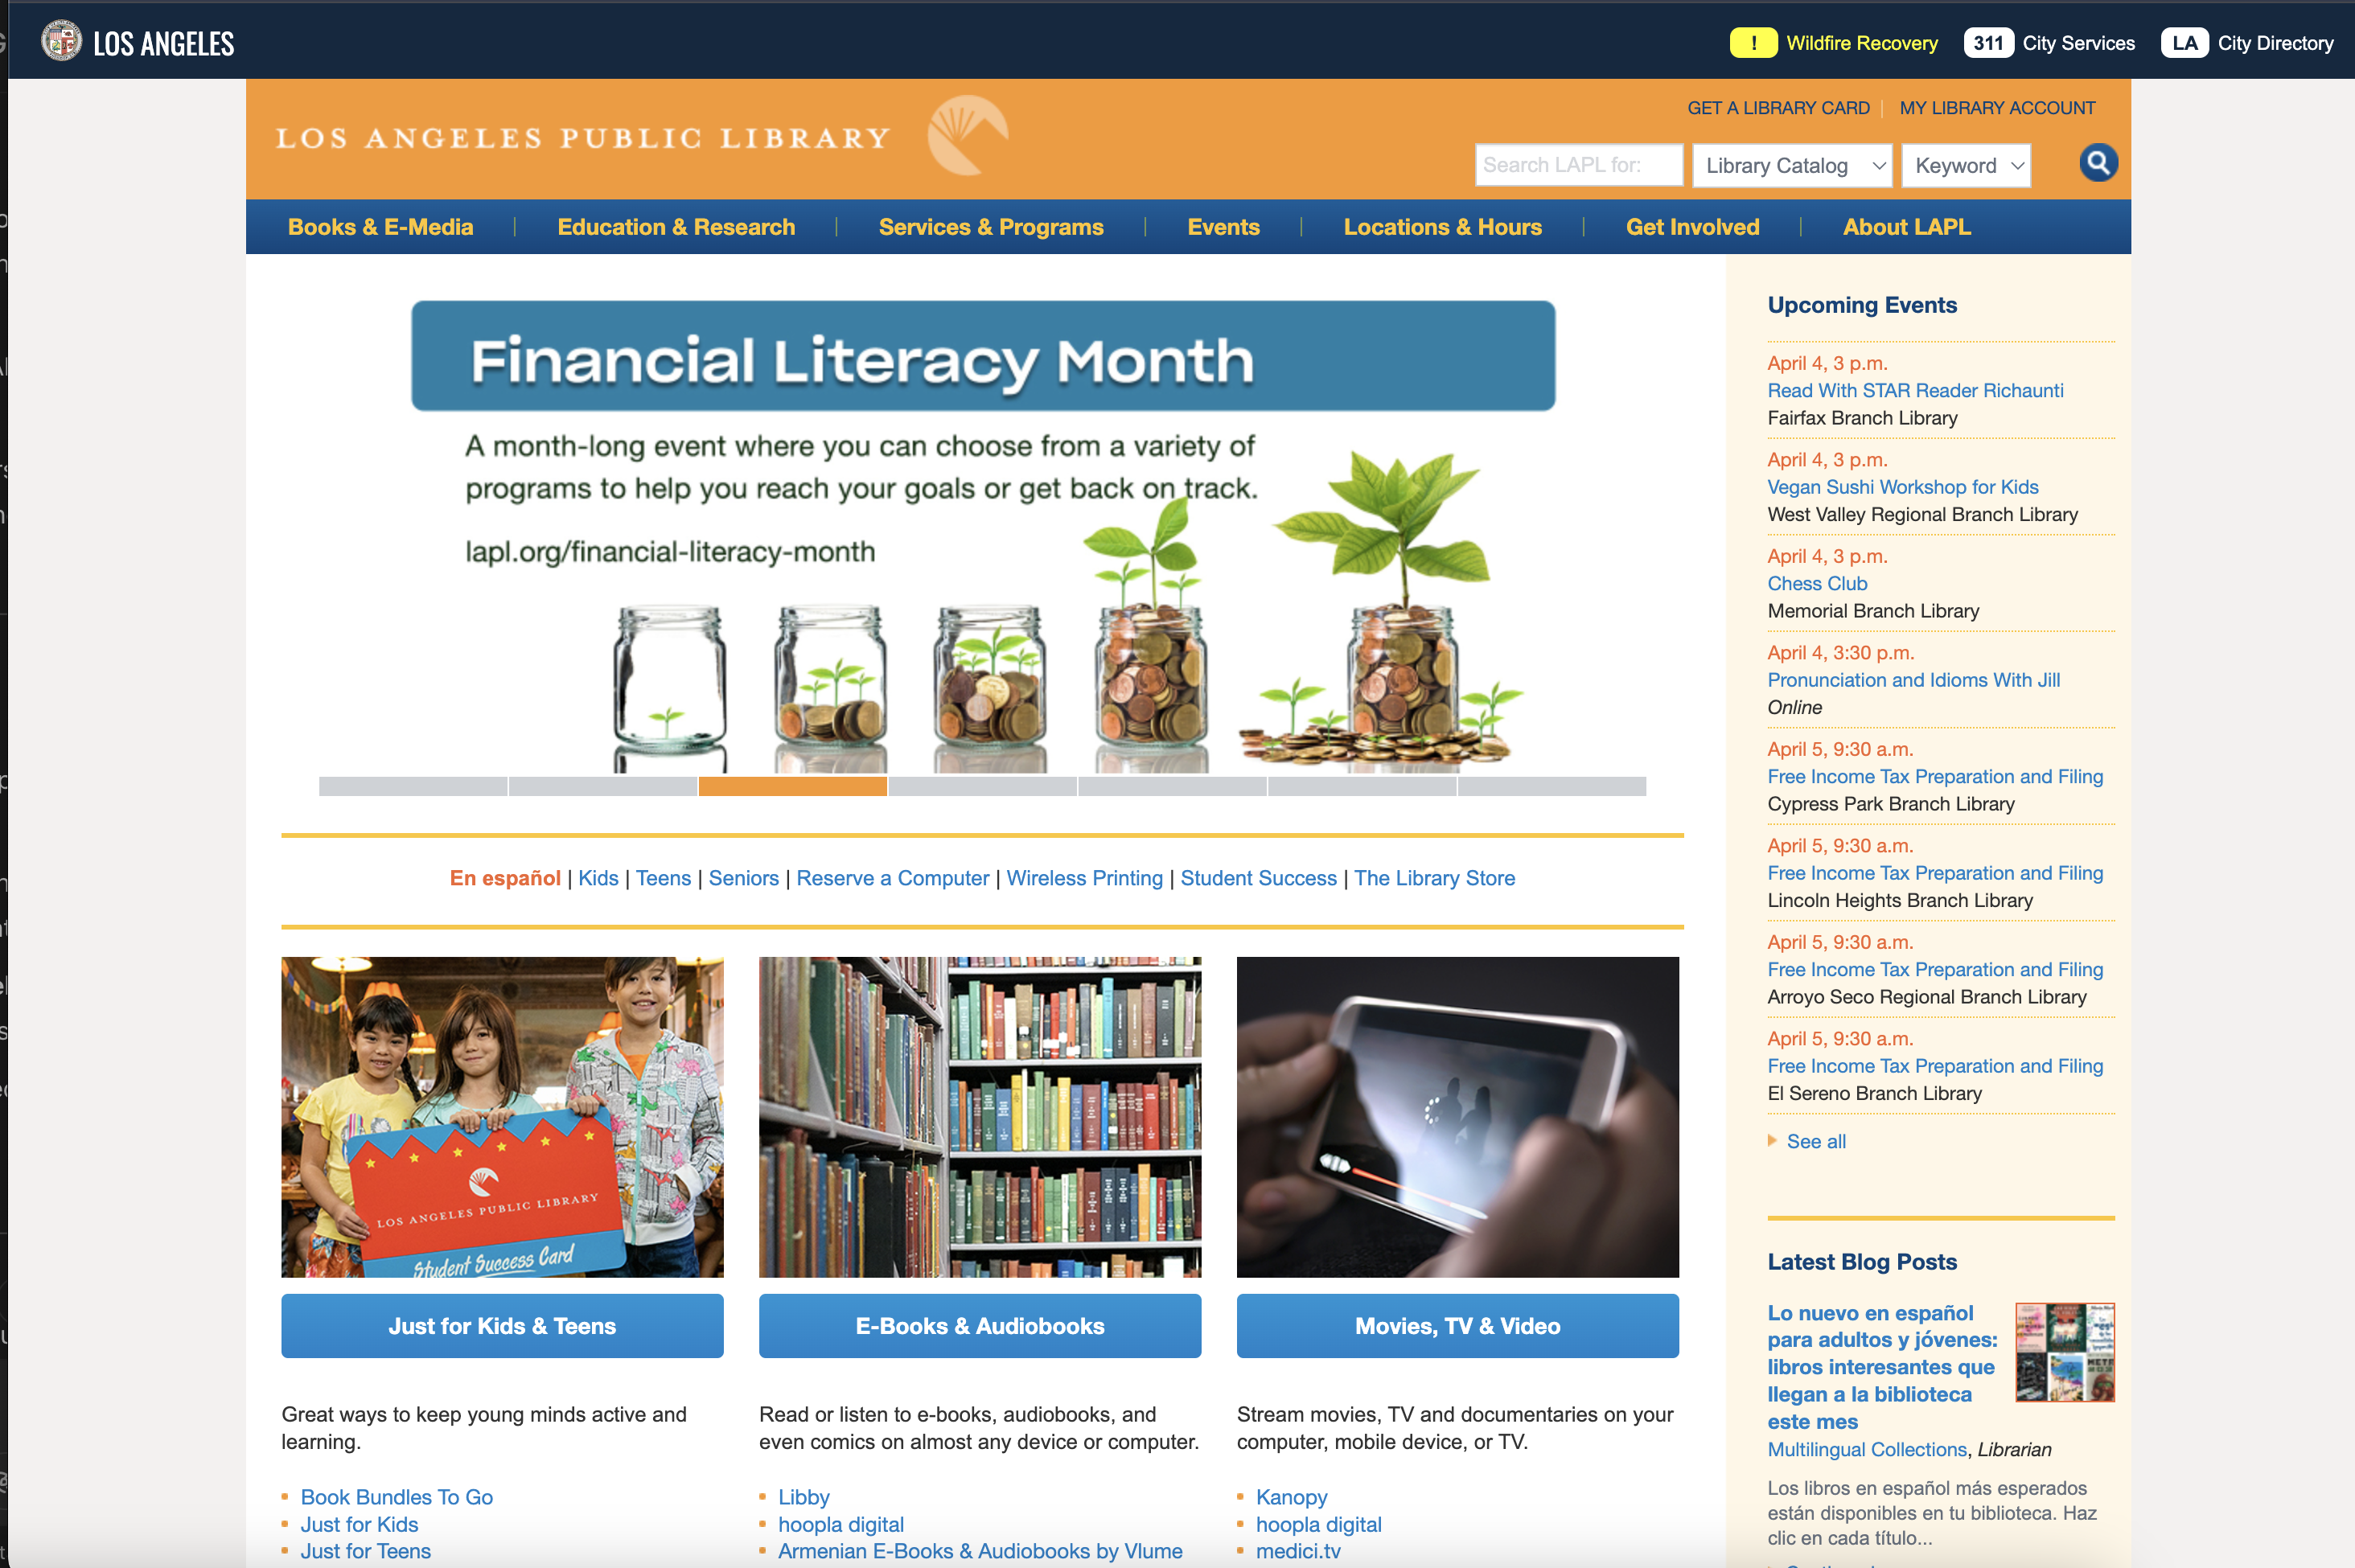 LOS ANGELES
! Wildfire Recovery 311 City Services LA City Directory
LOS ANGELES PUBLIC LIBRARY
GET A LIBRARY CARD | MY LIBRARY ACCOUNT
Search LAPL for: Library Catalog Keyword
Books & E-Media | Education & Research | Services & Programs | Events | Locations & Hours | Get Involved | About LAPL
Financial Literacy Month
A month-long event where you can choose from a variety of
programs to help you reach your goals or get back on track.
lapl.org/financial-literacy-month
En español | Kids | Teens | Seniors | Reserve a Computer | Wireless Printing | Student Success | The Library Store
LOS ANGELES PUBLIC LIBRARY
Student Success Card
Just for Kids & Teens
Great ways to keep young minds active and
learning.
Book Bundles To Go
Just for Kids
Just for Teens
E-Books & Audiobooks
Read or listen to e-books, audiobooks, and
even comics on almost any device or computer.
Libby
hoopla digital
Armenian E-Books & Audiobooks by Vlume
Movies, TV & Video
Stream movies, TV and documentaries on your
computer, mobile device, or TV.
Kanopy
hoopla digital
medici.tv
Upcoming Events
April 4, 3 p.m.
Read With STAR Reader Richaunti
Fairfax Branch Library
April 4, 3 p.m.
Vegan Sushi Workshop for Kids
West Valley Regional Branch Library
April 4, 3 p.m.
Chess Club
Memorial Branch Library
April 4, 3:30 p.m.
Pronunciation and Idioms With Jill
Online
April 5, 9:30 a.m.
Free Income Tax Preparation and Filing
Cypress Park Branch Library
April 5, 9:30 a.m.
Free Income Tax Preparation and Filing
Lincoln Heights Branch Library
April 5, 9:30 a.m.
Free Income Tax Preparation and Filing
Arroyo Seco Regional Branch Library
April 5, 9:30 a.m.
Free Income Tax Preparation and Filing
El Sereno Branch Library
See all
Latest Blog Posts
Lo nuevo en español
para adultos y jóvenes:
libros interesantes que
llegan a la biblioteca
este mes
Multilingual Collections, Librarian
Los libros en español más esperados
están disponibles en tu biblioteca. Haz
clic en cada título...